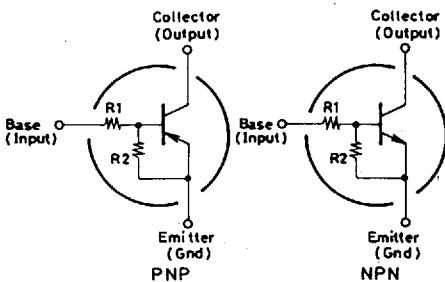 Collector
(Output)
R1
Base
(Input)
R2
Emitter
(Gnd)
PNP
Collector
(Output)
R1
Base
(Input)
R2
Emitter
(Gnd)
NPN